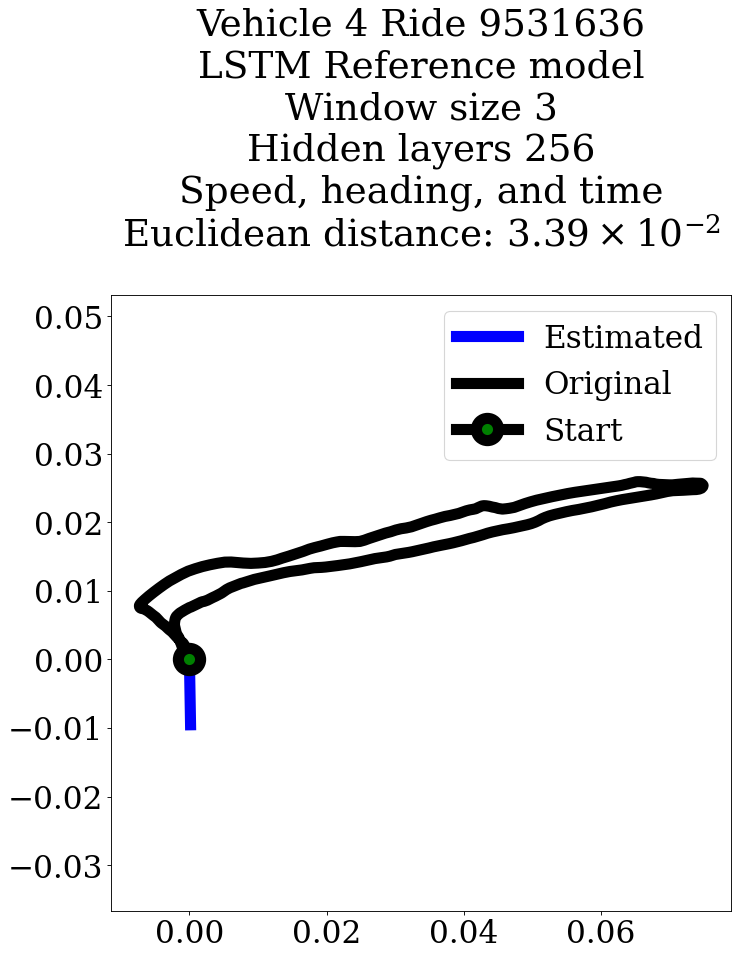 Vehicle 4 Ride 9531636
LSTM Reference model
Window size 3
Hidden layers 256
Speed, heading, and time
Euclidean distance: 3.39 × 10⁻²
Estimated
Original
Start
0.05
0.04
0.03
0.02
0.01
0.00
−0.01
−0.02
−0.03
0.00 0.02 0.04 0.06